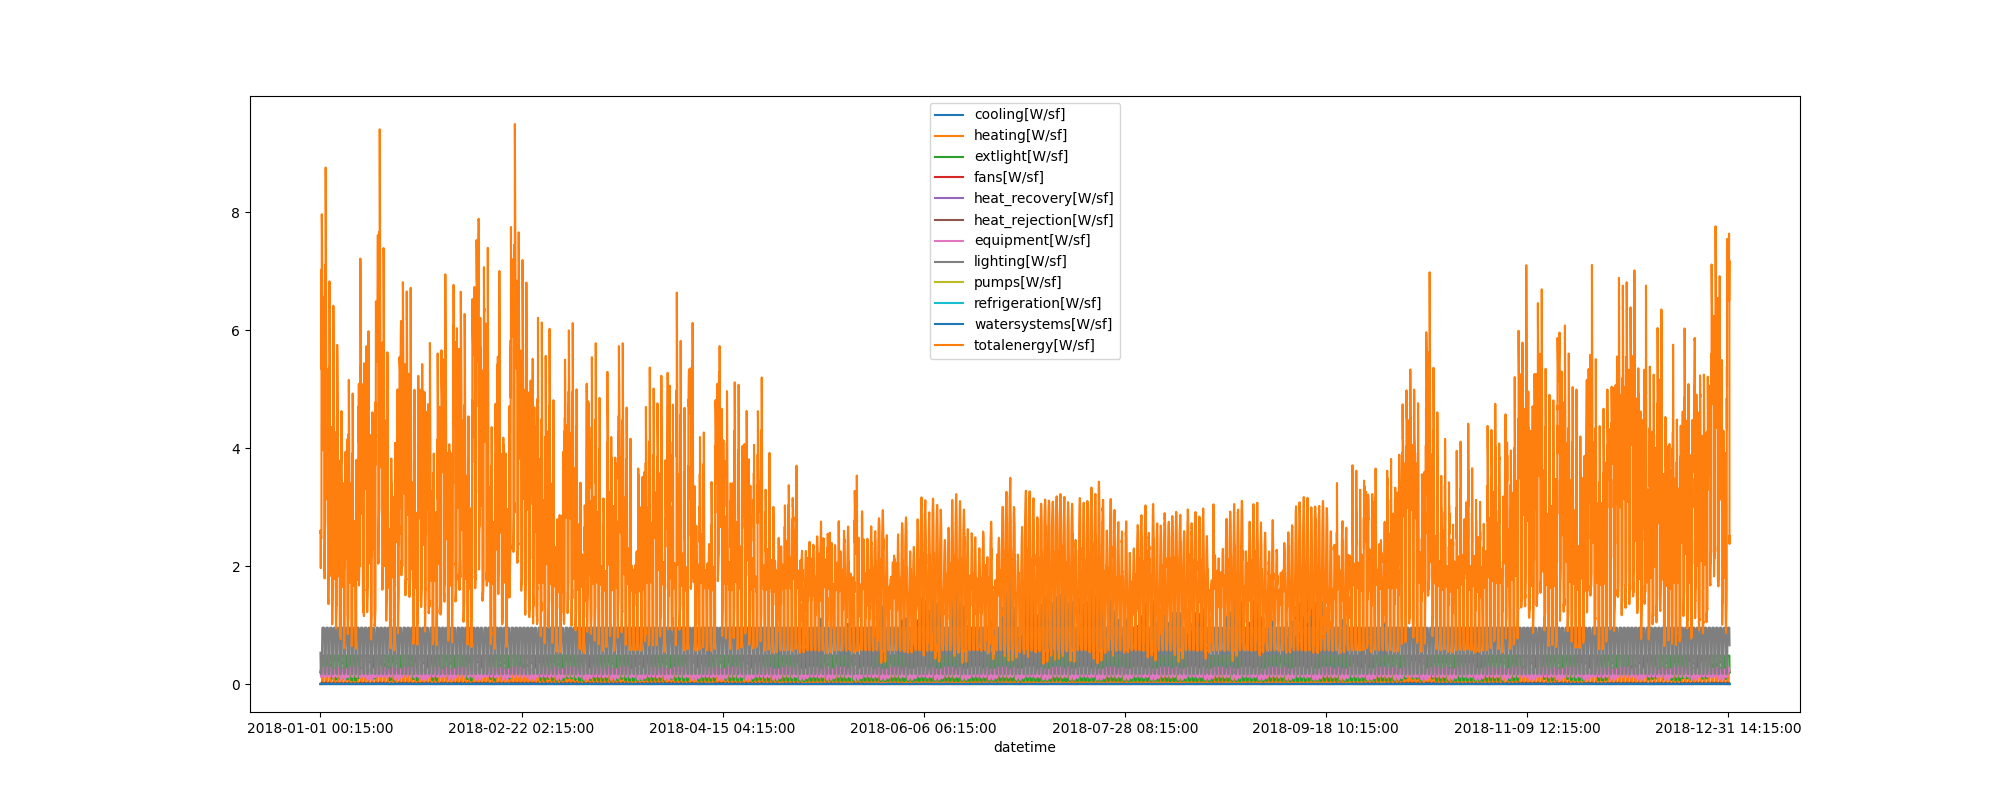 cooling[W/sf]
heating[W/sf]
extlight[W/sf]
fans[W/sf]
heat_recovery[W/sf]
heat_rejection[W/sf]
equipment[W/sf]
lighting[W/sf]
pumps[W/sf]
refrigeration[W/sf]
watersystems[W/sf]
totalenergy[W/sf]
8
6
4
2
0
2018-01-01 00:15:00 2018-02-22 02:15:00 2018-04-15 04:15:00 2018-06-06 06:15:00 2018-07-28 08:15:00 2018-09-18 10:15:00 2018-11-09 12:15:00 2018-12-31 14:15:00
datetime